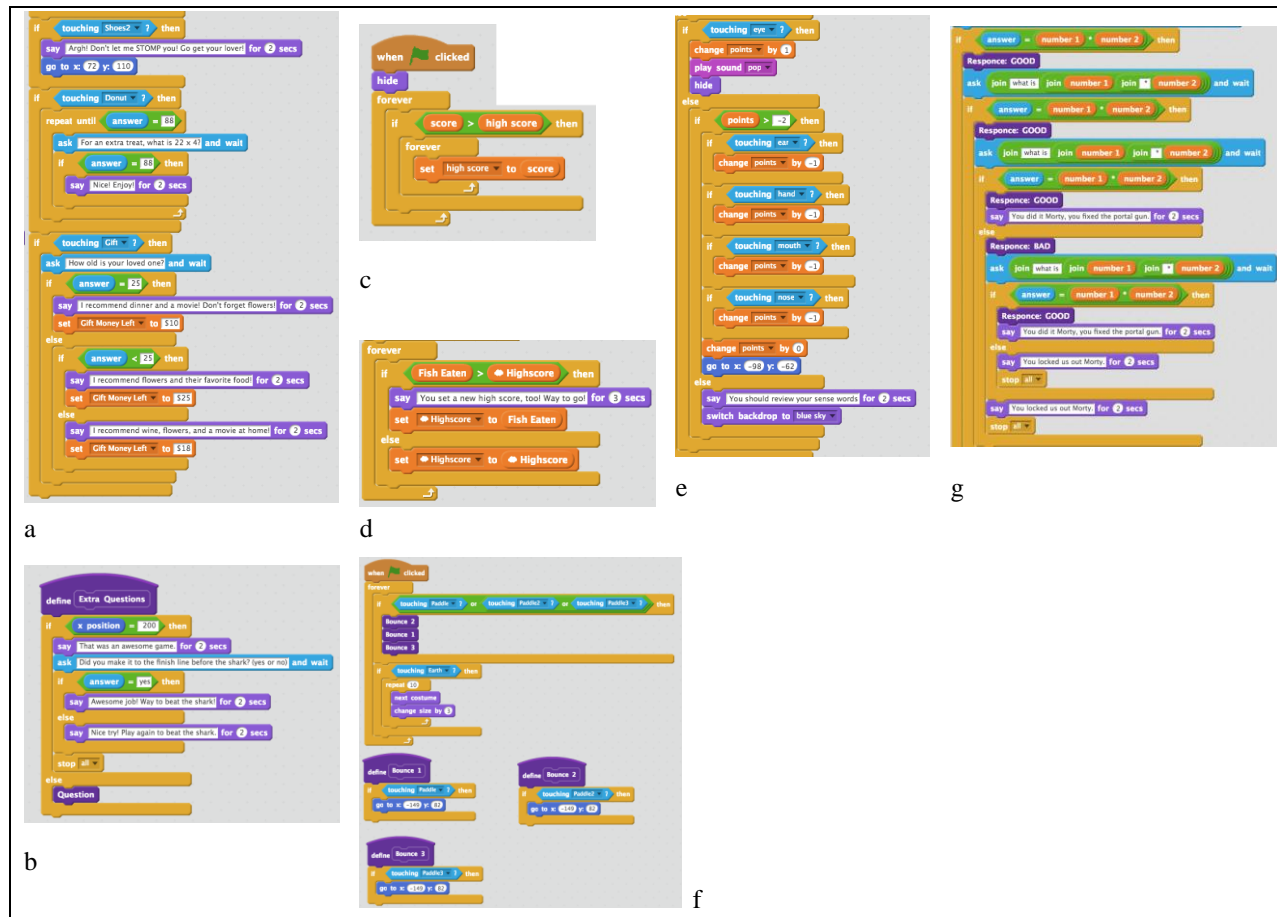 if touching Shoes2 ? then
say Argh! Don't let me STOMP you! Go get your lover! for 2 secs
go to x: 72 y: 110
if touching Donut ? then
repeat until answer = 88
ask For an extra treat, what is 22 x 4? and wait
if answer = 88 then
say Nice! Enjoy! for 2 secs
if touching Gift ? then
ask How old is your loved one? and wait
if answer = 25 then
say I recommend dinner and a movie! Don't forget flowers! for 2 secs
set Gift Money Left to $10
else
if answer < 25 then
say I recommend flowers and their favorite food! for 2 secs
set Gift Money Left to $25
else
say I recommend wine, flowers, and a movie at home! for 2 secs
set Gift Money Left to $18
a
define Extra Questions
if x position = 200 then
say That was an awesome game. for 2 secs
ask Did you make it to the finish line before the shark? (yes or no) and wait
if answer = yes then
say Awesome job! Way to beat the shark! for 2 secs
else
say Nice try! Play again to beat the shark. for 2 secs
stop all
else
Question
b
when clicked
hide
forever
if score > high score then
forever
set high score to score
c
forever
if Fish Eaten > Highscore then
say You set a new high score, too! Way to go! for 3 secs
set Highscore to Fish Eaten
else
set Highscore to Highscore
d
if touching eye ? then
change points by 1
play sound pop
hide
else
if points > -2 then
if touching ear ? then
change points by -1
if touching hand ? then
change points by -1
if touching mouth ? then
change points by -1
if touching nose ? then
change points by -1
change points by 0
go to x: -98 y: -62
else
say You should review your sense words for 2 secs
switch backdrop to blue sky
e
when clicked
forever
if touching Paddle ? or touching Paddle2 ? or touching Paddle3 ? then
Bounce 2
Bounce 1
Bounce 3
if touching Earth ? then
repeat 10
next costume
change size by 3
define Bounce 1
if touching Paddle ? then
go to x: -149 y: 82
define Bounce 2
if touching Paddle2 ? then
go to x: -149 y: 82
define Bounce 3
if touching Paddle3 ? then
go to x: -149 y: 82
f
if answer = number 1 * number 2 then
Responce: GOOD
ask join what is join number 1 join * number 2 and wait
if answer = number 1 * number 2 then
Responce: GOOD
ask join what is join number 1 join * number 2 and wait
if answer = number 1 * number 2 then
Responce: GOOD
say You did it Morty, you fixed the portal gun. for 2 secs
else
Responce: BAD
ask join what is join number 1 join * number 2 and wait
if answer = number 1 * number 2 then
Responce: GOOD
say You did it Morty, you fixed the portal gun. for 2 secs
else
say You locked us out Morty. for 2 secs
stop all
say You locked us out Morty. for 2 secs
stop all
g